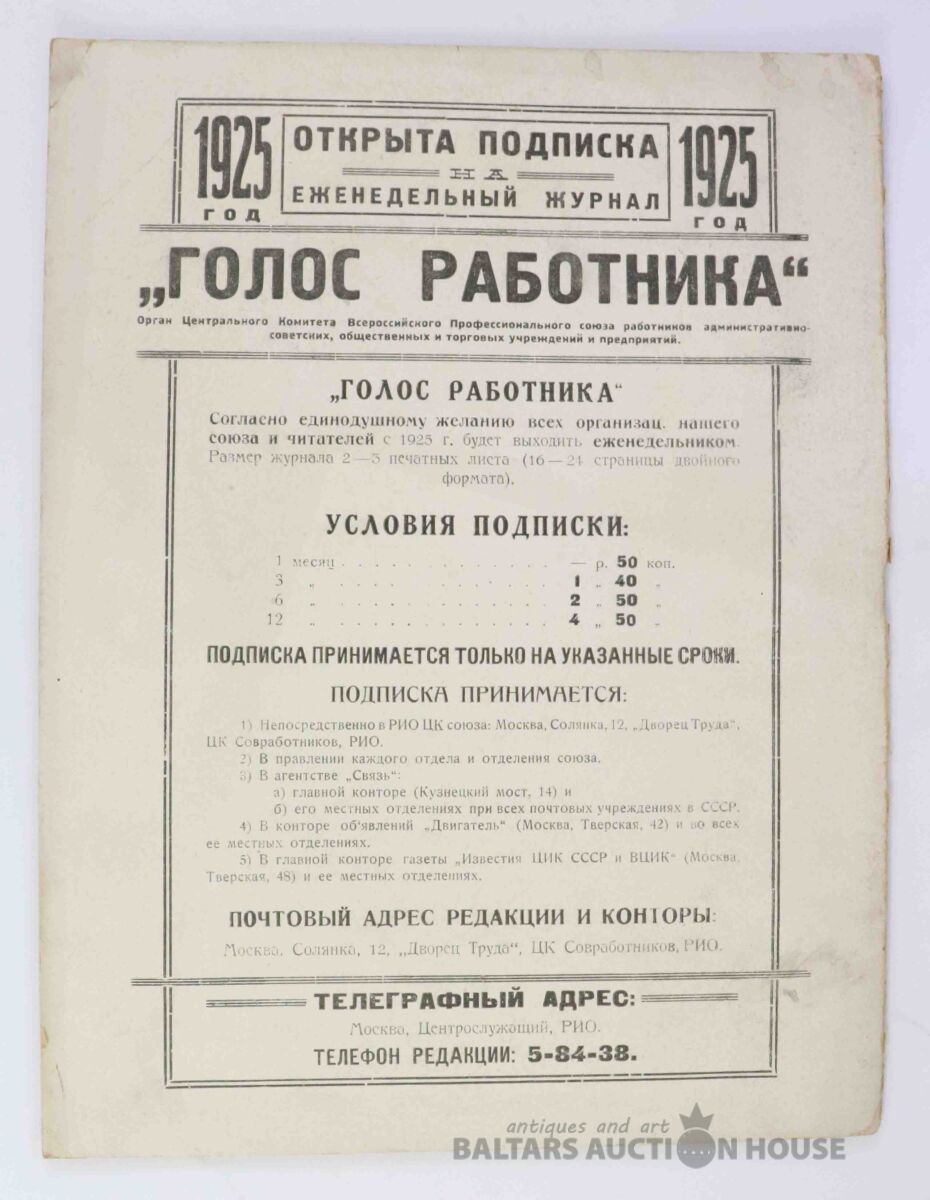 1925
ГОД
ОТКРЫТА ПОДПИСКА
НА
ЕЖЕНЕДЕЛЬНЫЙ ЖУРНАЛ
1925
ГОД
„ГОЛОС РАБОТНИКА“
Орган Центрального Комитета Всероссийского Профессионального союза работников административно-
советских, общественных и торговых учреждений и предприятий.
„ГОЛОС РАБОТНИКА“
Согласно единодушному желанию всех организац. нашего
союза и читателей с 1925 г. будет выходить еженедельником.
Размер журнала 2—3 печатных листа (16—24 страницы двойного
формата).
УСЛОВИЯ ПОДПИСКИ:
1 месяц . . . . . . . . . . . . . — р. 50 коп.
3 „ . . . . . . . . . . . . . 1 „ 40 „
6 „ . . . . . . . . . . . . . 2 „ 50 „
12 „ . . . . . . . . . . . . . 4 „ 50 „
ПОДПИСКА ПРИНИМАЕТСЯ ТОЛЬКО НА УКАЗАННЫЕ СРОКИ.
ПОДПИСКА ПРИНИМАЕТСЯ:
1) Непосредственно в РИО ЦК союза: Москва, Солянка, 12, „Дворец Труда“,
ЦК Совработников, РИО.
2) В правлении каждого отдела и отделения союза.
3) В агентстве „Связь“:
а) главной конторе (Кузнецкий мост, 14) и
б) его местных отделениях при всех почтовых учреждениях в СССР.
4) В конторе об'явлений „Двигатель“ (Москва, Тверская, 42) и во всех
ее местных отделениях.
5) В главной конторе газеты „Известия ЦИК СССР и ВЦИК“ (Москва,
Тверская, 48) и ее местных отделениях.
ПОЧТОВЫЙ АДРЕС РЕДАКЦИИ И КОНТОРЫ:
Москва, Солянка, 12, „Дворец Труда“, ЦК Совработников, РИО.
ТЕЛЕГРАФНЫЙ АДРЕС:
Москва, Центрослужащий, РИО.
ТЕЛЕФОН РЕДАКЦИИ: 5-84-38.
antiques and art
BALTARS AUCTION HOUSE